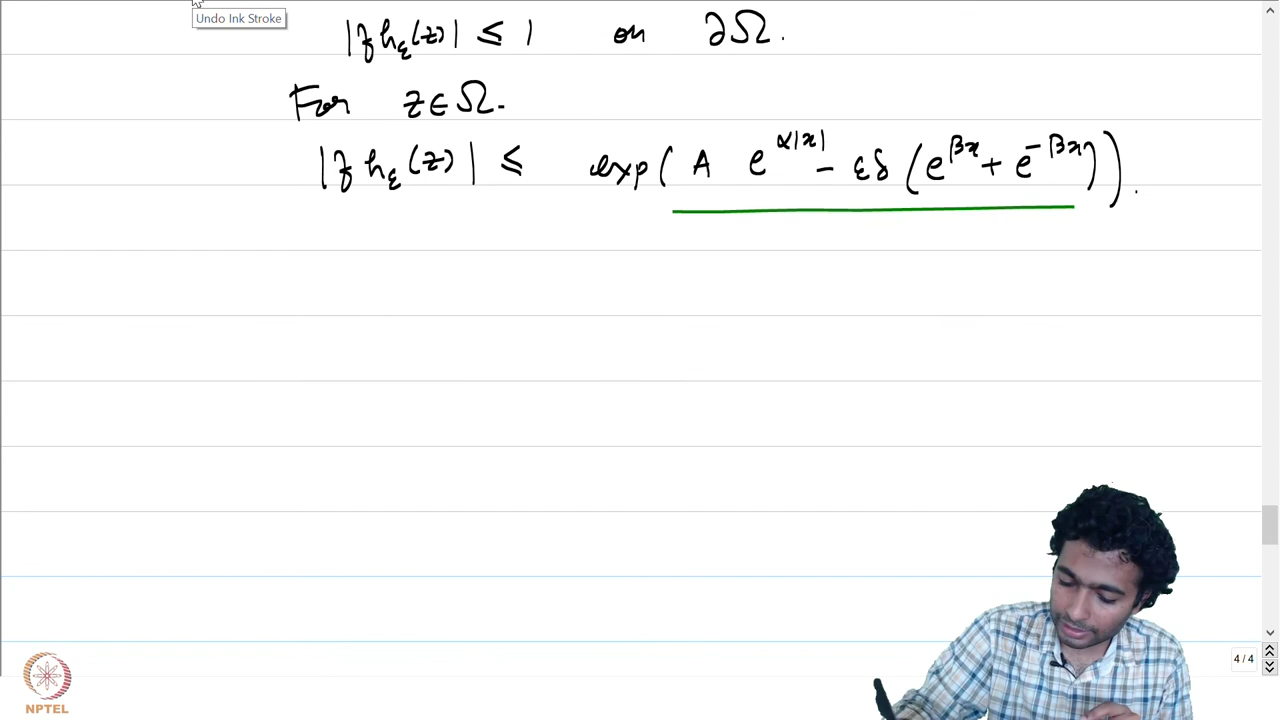 Undo Ink Stroke
|f h_ε(z)| ≤ 1 on ∂Ω.
For z ∈ Ω.
|f h_ε(z)| ≤ exp( A e^{α|x|} - εδ (e^{βx} + e^{-βx})).
4 / 4
NPTEL